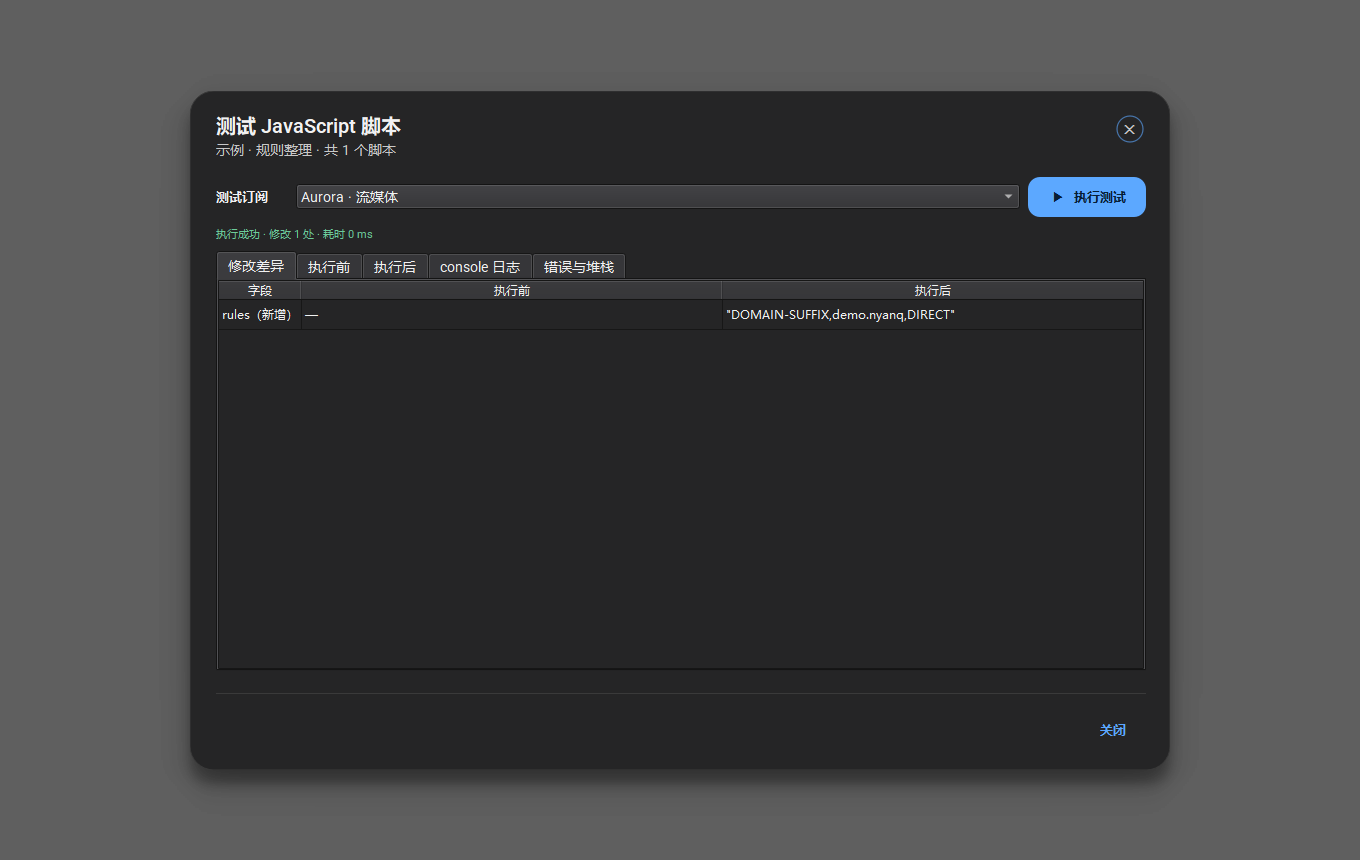 测试 JavaScript 脚本
示例 · 规则整理 · 共 1 个脚本
测试订阅 Aurora · 流媒体 执行测试
执行成功 · 修改 1 处 · 耗时 0 ms
修改差异 执行前 执行后 console 日志 错误与堆栈
字段 执行前 执行后
rules（新增） — "DOMAIN-SUFFIX,demo.nyanq,DIRECT"
关闭